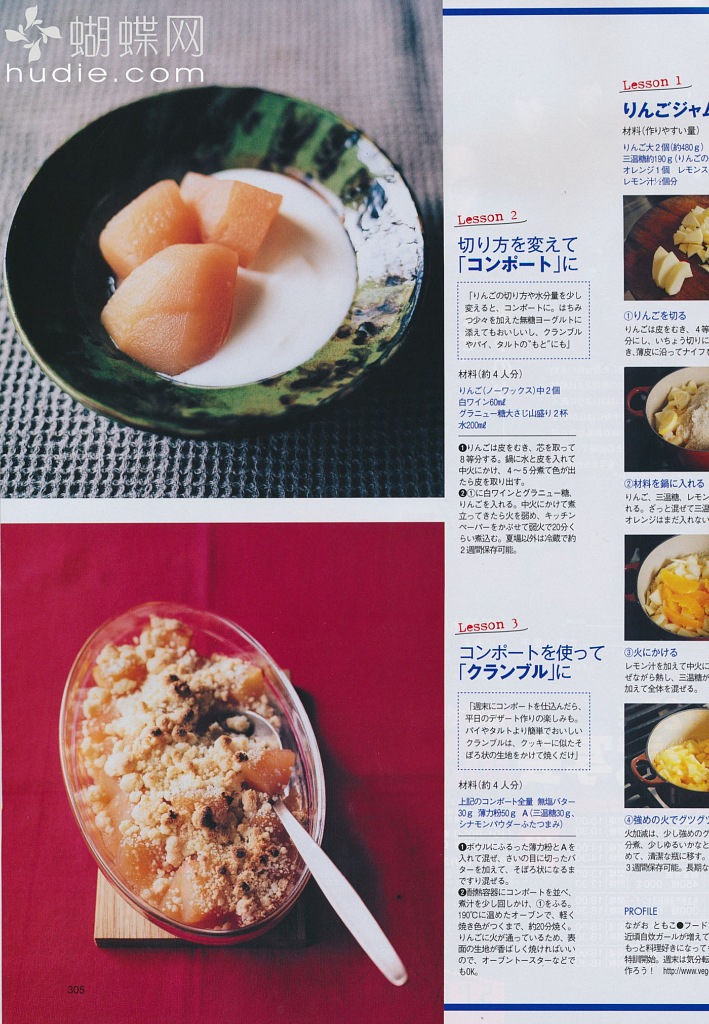 蝴蝶网
hudie.com
Lesson 2
切り方を変えて
「コンポート」に
「りんごの切り方や水分量を少し
変えると、コンポートに。はちみ
つ少々を加えた無糖ヨーグルトに
添えてもおいしいし、クランブル
やパイ、タルトの“もと”にも」
材料(約4人分)
りんご(ノーワックス)中2個
白ワイン60㎖
グラニュー糖大さじ山盛り2杯
水200㎖
❶りんごは皮をむき、芯を取って
8等分する。鍋に水と皮を入れて
中火にかけ、4〜5分煮て色が出
たら皮を取り出す。
❷①に白ワインとグラニュー糖、
りんごを入れる。中火にかけて煮
立ってきたら火を弱め、キッチン
ペーパーをかぶせて弱火で20分く
らい煮込む。夏場以外は冷蔵で約
2週間保存可能。
Lesson 3
コンポートを使って
「クランブル」に
「週末にコンポートを仕込んだら、
平日のデザート作りの楽しみも。
パイやタルトより簡単でおいしい
クランブルは、クッキーに似たそ
ぼろ状の生地をかけて焼くだけ」
材料(約4人分)
上記のコンポート全量 無塩バター
30g 薄力粉50g A(三温糖30g、
シナモンパウダーふたつまみ)
❶ボウルにふるった薄力粉とAを
入れて混ぜ、さいの目に切ったバ
ターを加えて、そぼろ状になるま
ですり混ぜる。
❷耐熱容器にコンポートを並べ、
煮汁を少し回しかけ、①をふる。
190℃に温めたオーブンで、軽く
焼き色がつくまで、約20分焼く。
りんごに火が通っているため、表
面の生地が香ばしく焼ければいい
ので、オーブントースターなどで
もOK。
Lesson 1
りんごジャム
材料(作りやすい量)
りんご大2個(約480g)
三温糖約190g(りんごの
オレンジ1個 レモンス
レモン汁½個分
①りんごを切る
りんごは皮をむき、4等
分にし、いちょう切りに
き、薄皮に沿ってナイフを
②材料を鍋に入れる
りんご、三温糖、レモン
れる。ざっと混ぜて三温
オレンジはまだ入れない
③火にかける
レモン汁を加えて中火に
ぜながら熱し、三温糖が
加えて全体を混ぜる。
④強めの火でグツグツ
火加減は、少し強めのグ
分煮、少しゆるいかなと
めて、清潔な瓶に移す。
3週間保存可能。長期な
PROFILE
ながお ともこ●フード
近頃自炊ガールが増えて
もっと料理好きになって
特訓開始。週末は気分転
作ろう! http://www.veg
305